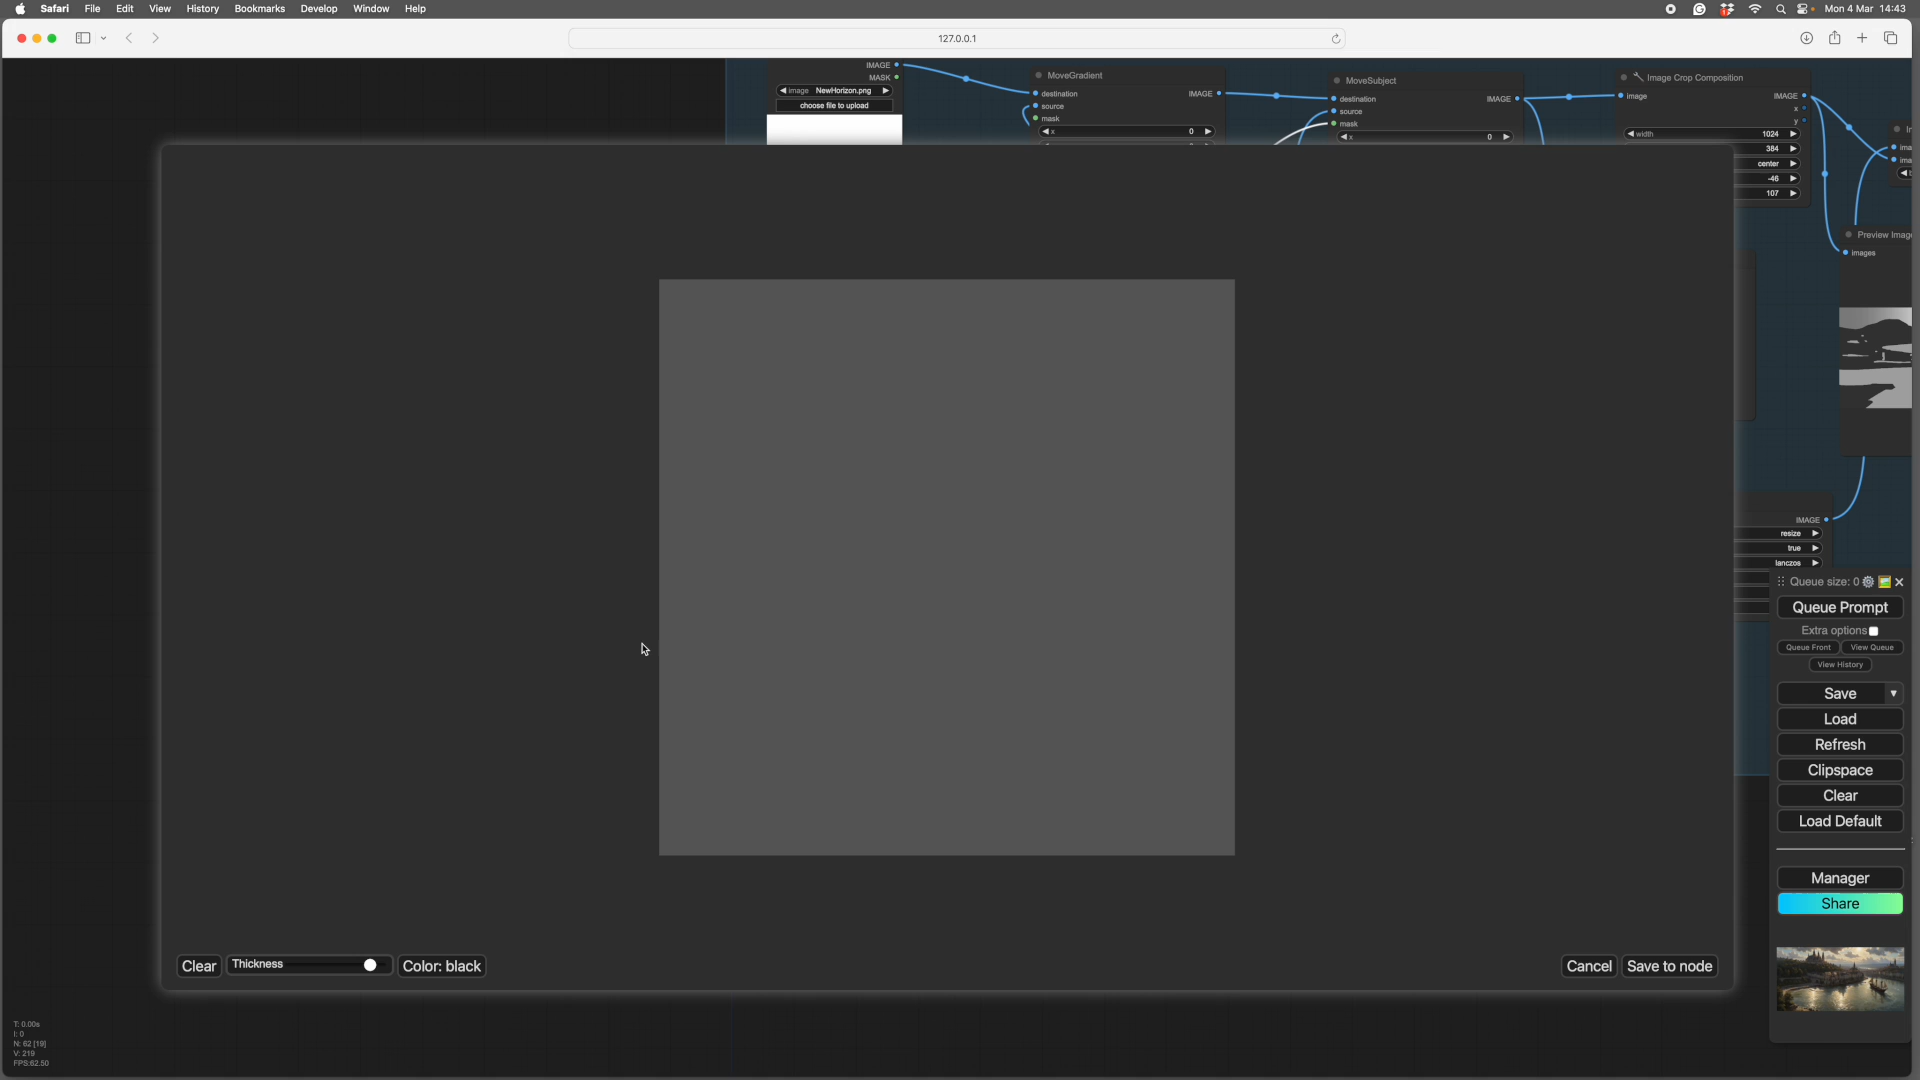 Safari File Edit View History Bookmarks Develop Window Help
Mon 4 Mar 14:43
127.0.0.1
IMAGE
MASK
image NewHorizon.png
choose file to upload
MoveGradient
destination IMAGE
source
mask
x 0
MoveSubject
destination IMAGE
source
mask
x 0
Image Crop Composition
image IMAGE
x
y
width 1024
384
center
-46
107
Preview Imag
images
IMAGE
resize
true
lanczos
Queue size: 0
Queue Prompt
Extra options
Queue Front View Queue
View History
Save
Load
Refresh
Clipspace
Clear
Load Default
Manager
Share
Clear Thickness Color: black
Cancel Save to node
T: 0.00s
I: 0
N: 62 [19]
V: 219
FPS:62.50